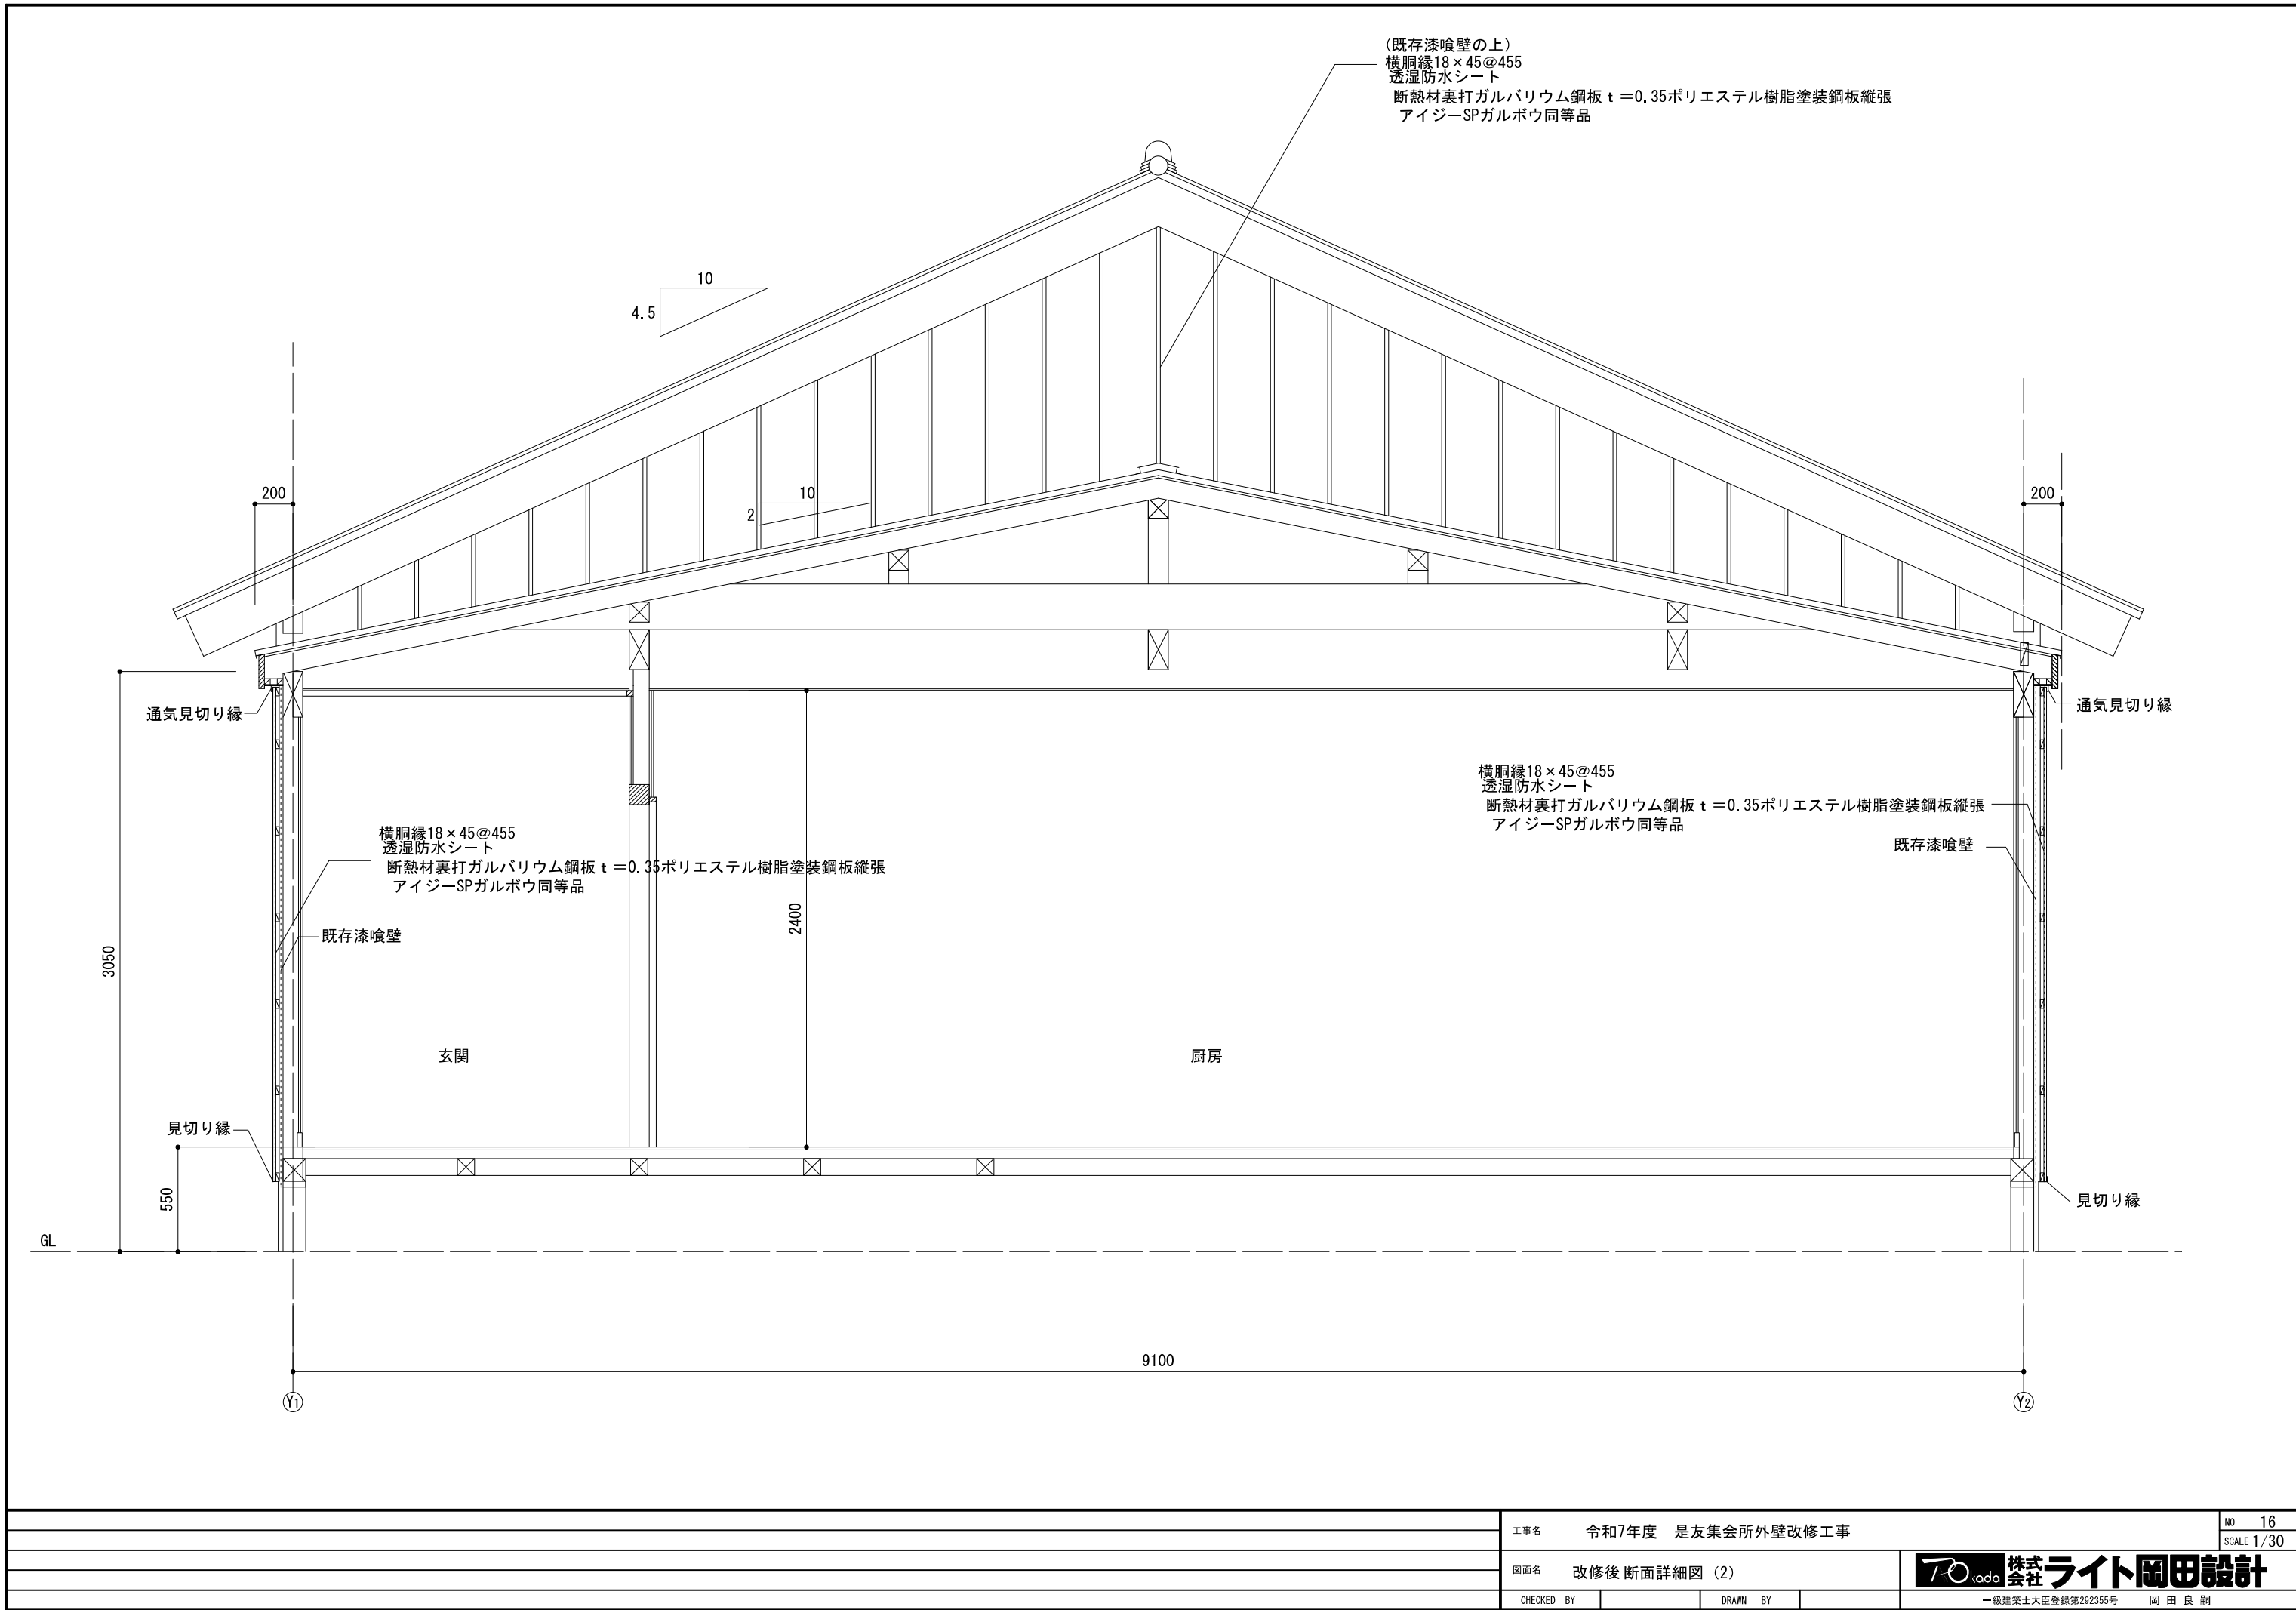 (既存漆喰壁の上)
横胴縁18×45@455
透湿防水シート
断熱材裏打ガルバリウム鋼板ｔ＝0.35ポリエステル樹脂塗装鋼板縦張
アイジーSPガルボウ同等品
10
4.5
200
10
2
200
通気見切り縁
通気見切り縁
横胴縁18×45@455
透湿防水シート
断熱材裏打ガルバリウム鋼板ｔ＝0.35ポリエステル樹脂塗装鋼板縦張
アイジーSPガルボウ同等品
既存漆喰壁
横胴縁18×45@455
透湿防水シート
断熱材裏打ガルバリウム鋼板ｔ＝0.35ポリエステル樹脂塗装鋼板縦張
アイジーSPガルボウ同等品
既存漆喰壁
2400
3050
玄関
厨房
見切り縁
550
見切り縁
GL
9100
Y1
Y2
工事名 令和7年度 是友集会所外壁改修工事
NO 16
SCALE 1/30
図面名 改修後断面詳細図（2）
Okada 株式会社ライト岡田設計
CHECKED BY
DRAWN BY
一級建築士大臣登録第292355号 岡田良嗣